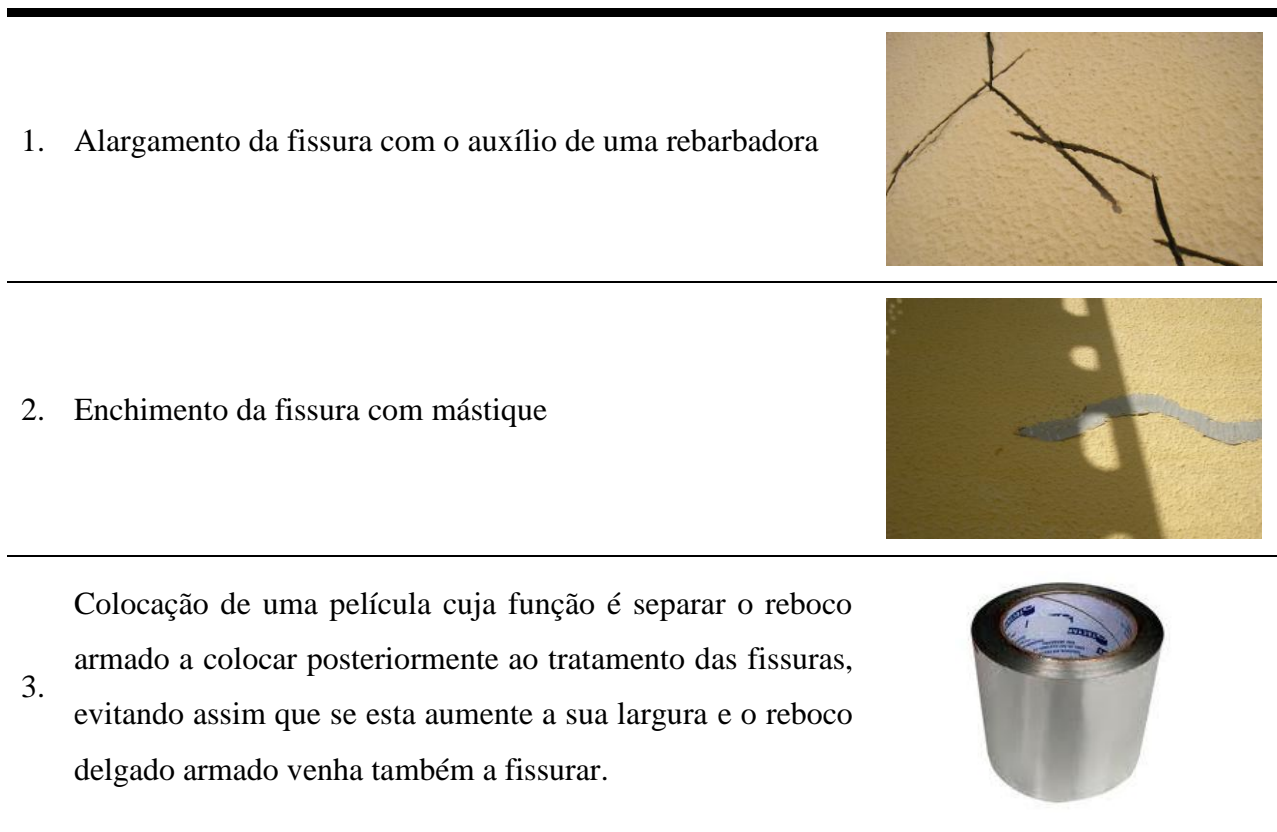 1. Alargamento da fissura com o auxílio de uma rebarbadora
2. Enchimento da fissura com mástique
3. Colocação de uma película cuja função é separar o reboco
armado a colocar posteriormente ao tratamento das fissuras,
evitando assim que se esta aumente a sua largura e o reboco
delgado armado venha também a fissurar.